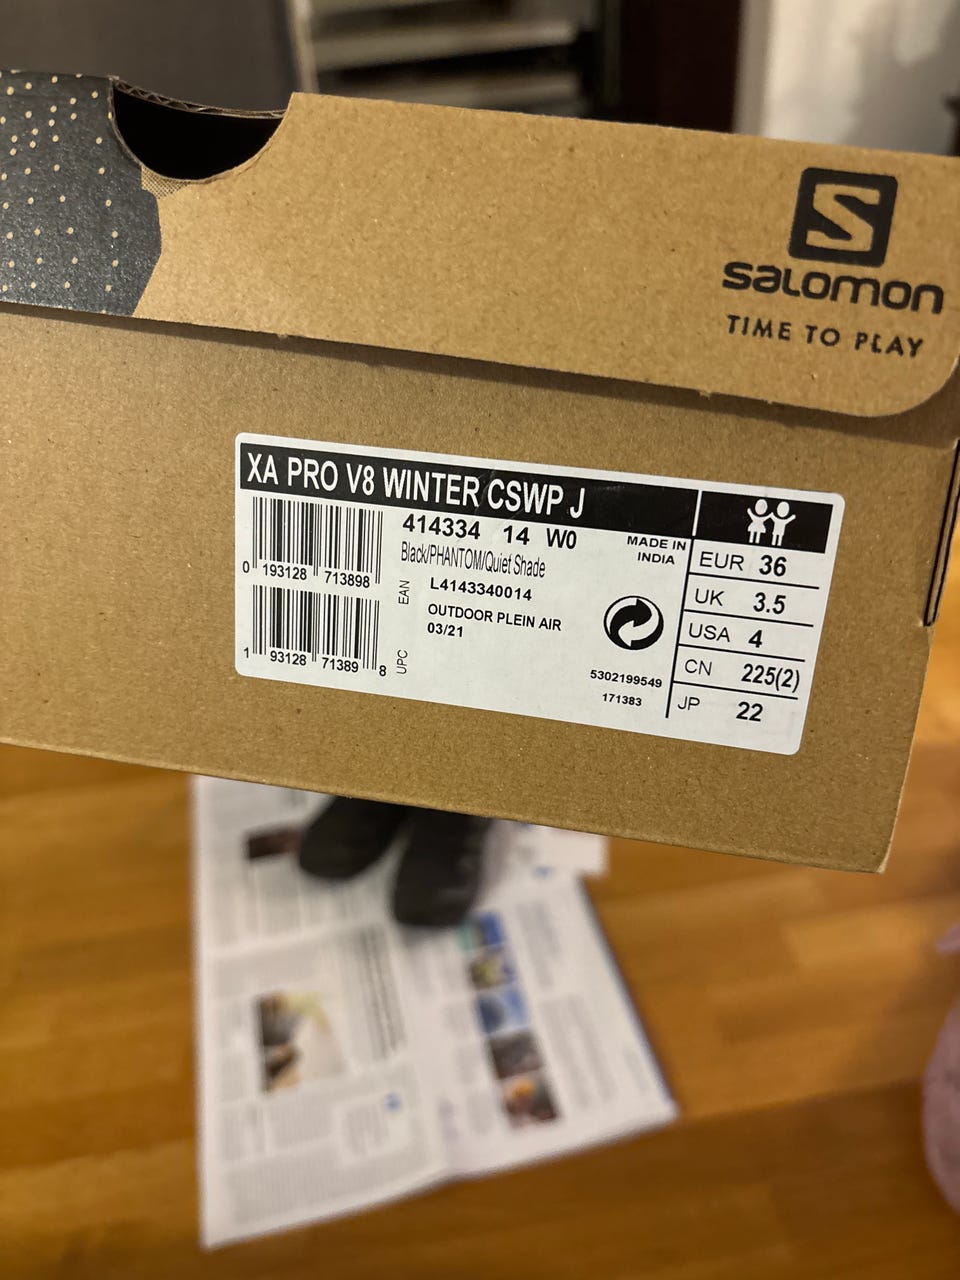 salomon
TIME TO PLAY
XA PRO V8 WINTER CSWP J
414334 14 W0
Black/PHANTOM/Quiet Shade
L4143340014
OUTDOOR PLEIN AIR
03/21
MADE IN
INDIA
0 193128 713898
EAN
1 93128 71389 8
UPC
5302199549
171383
EUR 36
UK 3.5
USA 4
CN 225(2)
JP 22